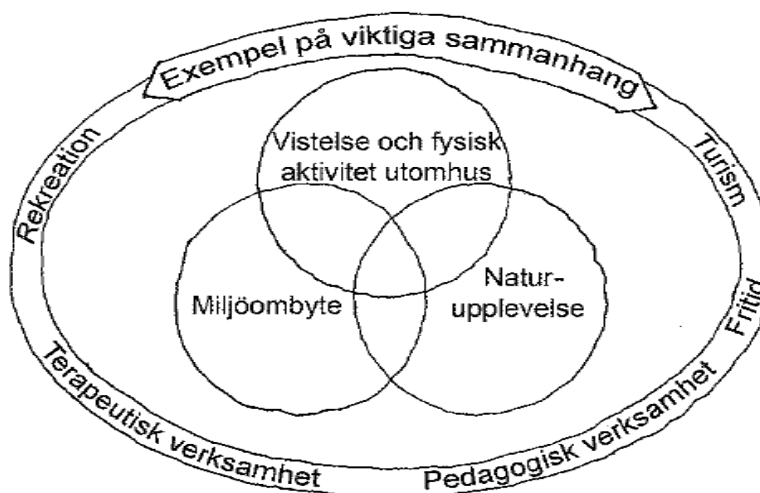 Exempel på viktiga sammanhang
Vistelse och fysisk
aktivitet utomhus
Rekreation
Turism
Miljöombyte
Natur-
upplevelse
Fritid
Terapeutisk verksamhet
Pedagogisk verksamhet